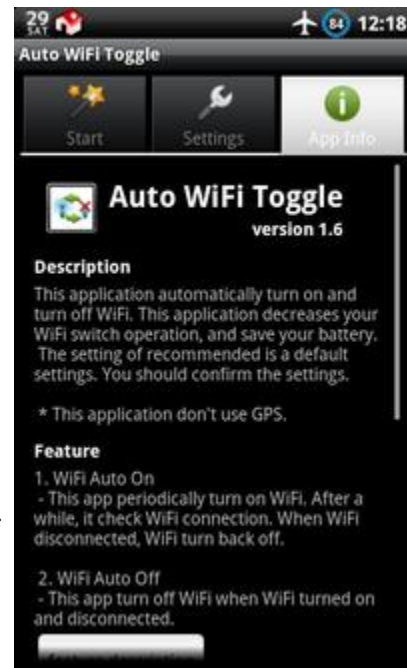 29
SAT
84
12:18
Auto WiFi Toggle
Start
Settings
App Info
Auto WiFi Toggle
version 1.6
Description
This application automatically turn on and
turn off WiFi. This application decreases your
WiFi switch operation, and save your battery.
The setting of recommended is a default
settings. You should confirm the settings.
* This application don't use GPS.
Feature
1. WiFi Auto On
- This app periodically turn on WiFi. After a
while, it check WiFi connection. When WiFi
disconnected, WiFi turn back off.
2. WiFi Auto Off
- This app turn off WiFi when WiFi turned on
and disconnected.